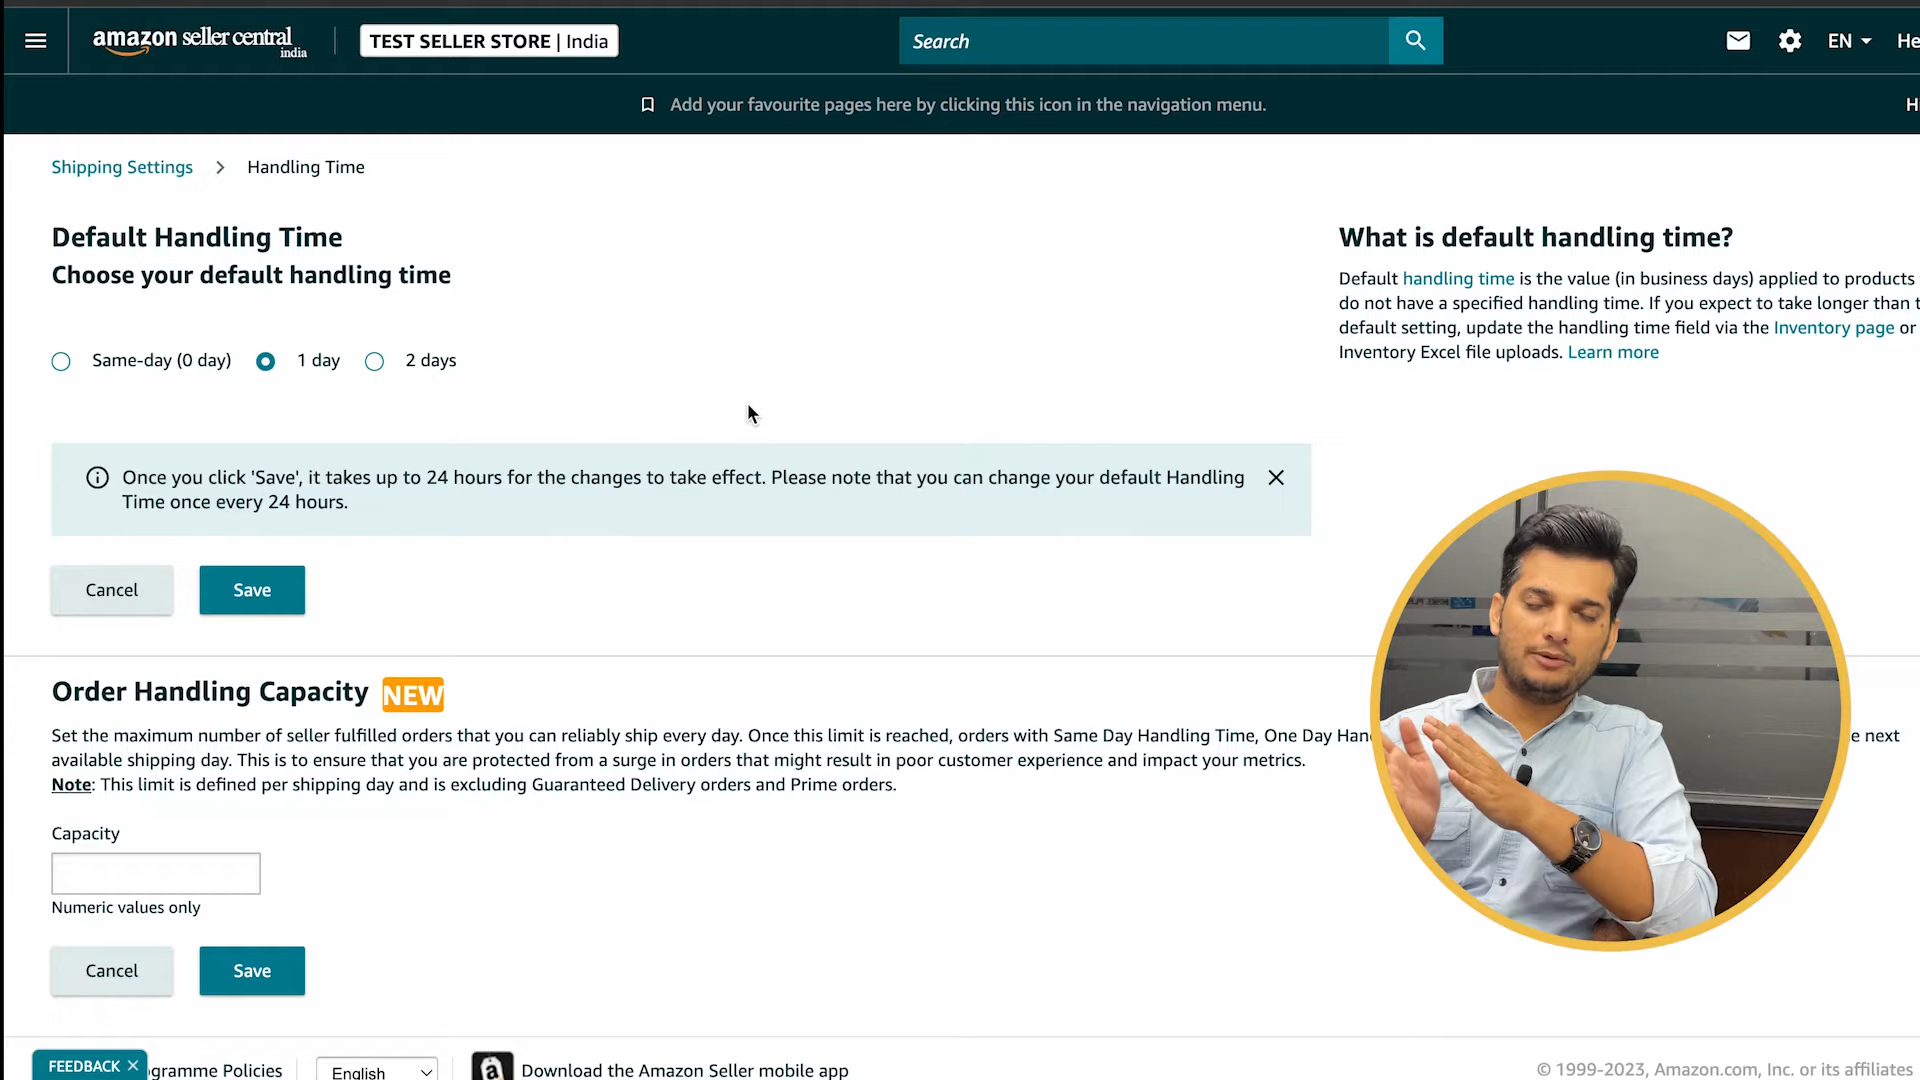 amazon seller central india
TEST SELLER STORE | India
Search
EN
He
Add your favourite pages here by clicking this icon in the navigation menu.
Shipping Settings > Handling Time
Default Handling Time
Choose your default handling time
Same-day (0 day)
1 day
2 days
Once you click 'Save', it takes up to 24 hours for the changes to take effect. Please note that you can change your default Handling
Time once every 24 hours.
Cancel
Save
What is default handling time?
Default handling time is the value (in business days) applied to products
do not have a specified handling time. If you expect to take longer than
default setting, update the handling time field via the Inventory page or
Inventory Excel file uploads. Learn more
Order Handling Capacity NEW
Set the maximum number of seller fulfilled orders that you can reliably ship every day. Once this limit is reached, orders with Same Day Handling Time, One Day Han e next
available shipping day. This is to ensure that you are protected from a surge in orders that might result in poor customer experience and impact your metrics.
Note: This limit is defined per shipping day and is excluding Guaranteed Delivery orders and Prime orders.
Capacity
Numeric values only
Cancel
Save
FEEDBACK
ogramme Policies
English
Download the Amazon Seller mobile app
© 1999-2023, Amazon.com, Inc. or its affiliates